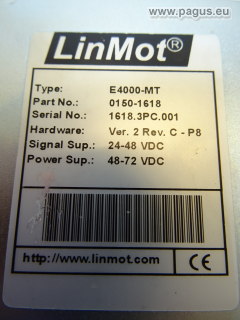 © www.pagus.eu
LinMot®
Type: E4000-MT
Part No.: 0150-1618
Serial No.: 1618.3PC.001
Hardware: Ver. 2 Rev. C - P8
Signal Sup.: 24-48 VDC
Power Sup.: 48-72 VDC
http://www.linmot.com CE